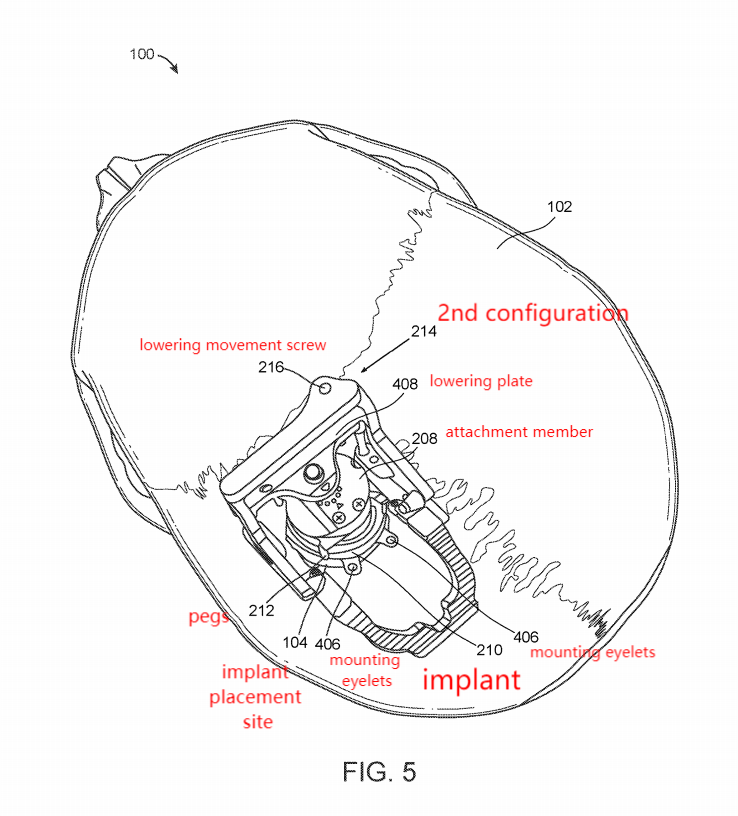 100
102
2nd configuration
lowering movement screw
214
216
408 lowering plate
208 attachment member
212
pegs
104 406
406
210
mounting eyelets
mounting
eyelets
implant
implant
placement
site
FIG. 5